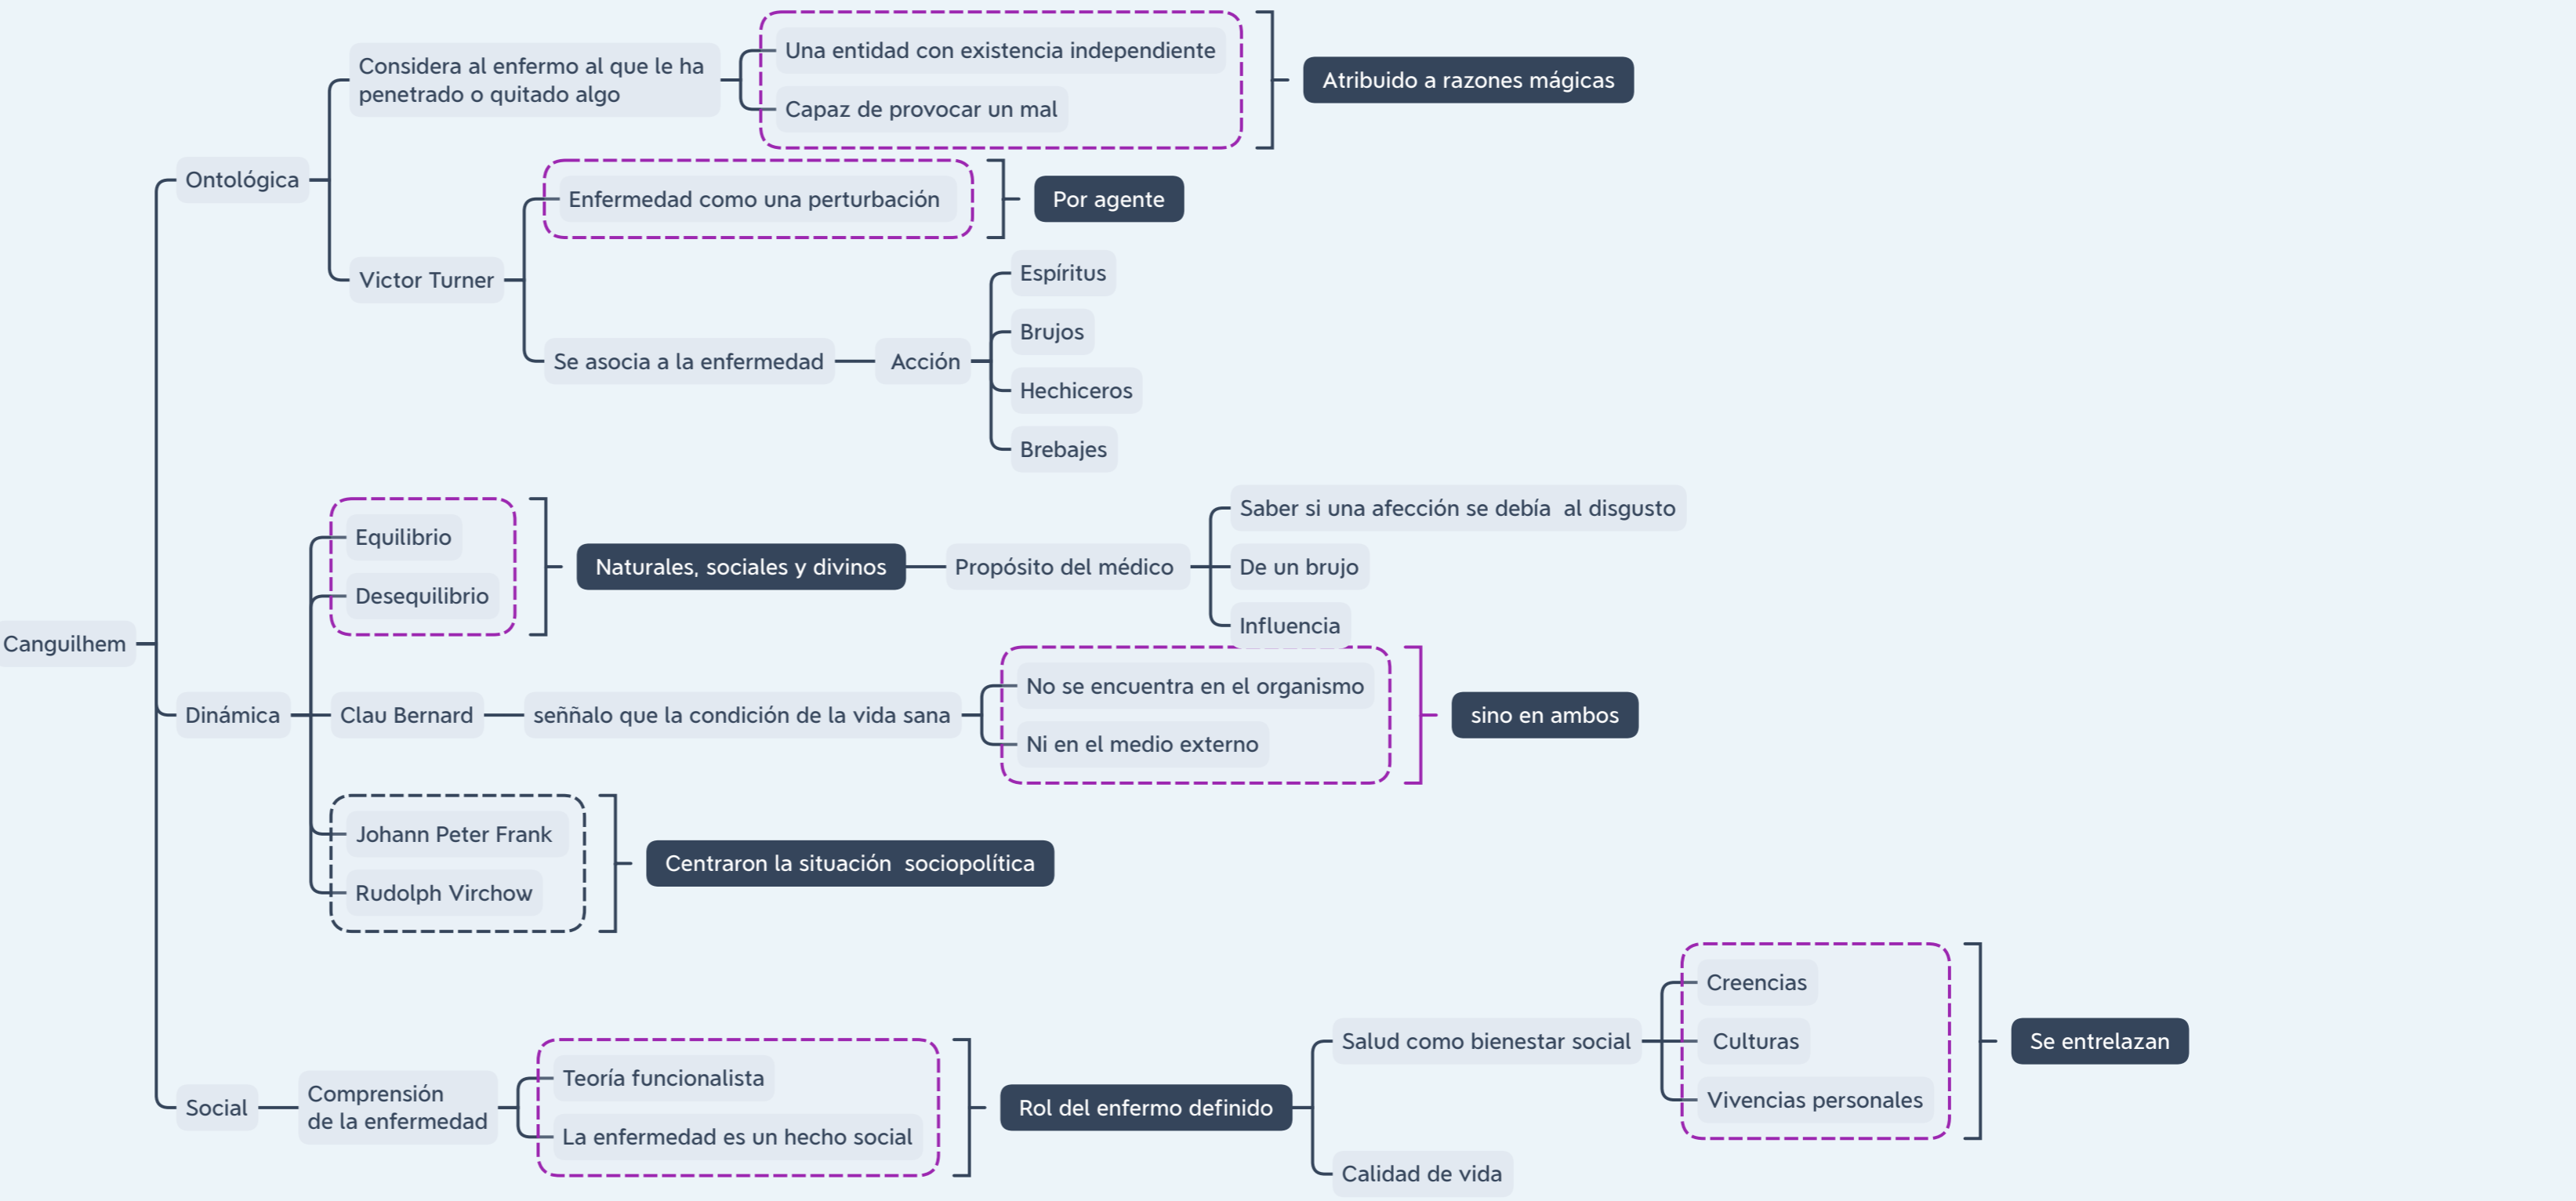 Canguilhem
Ontológica
Considera al enfermo al que le ha
penetrado o quitado algo
Una entidad con existencia independiente
Capaz de provocar un mal
Atribuido a razones mágicas
Victor Turner
Enfermedad como una perturbación
Por agente
Se asocia a la enfermedad
Acción
Espíritus
Brujos
Hechiceros
Brebajes
Dinámica
Equilibrio
Desequilibrio
Naturales, sociales y divinos
Propósito del médico
Saber si una afección se debía  al disgusto
De un brujo
Influencia
Clau Bernard
seññalo que la condición de la vida sana
No se encuentra en el organismo
Ni en el medio externo
sino en ambos
Johann Peter Frank
Rudolph Virchow
Centraron la situación  sociopolítica
Social
Comprensión
de la enfermedad
Teoría funcionalista
La enfermedad es un hecho social
Rol del enfermo definido
Salud como bienestar social
Creencias
Culturas
Vivencias personales
Se entrelazan
Calidad de vida